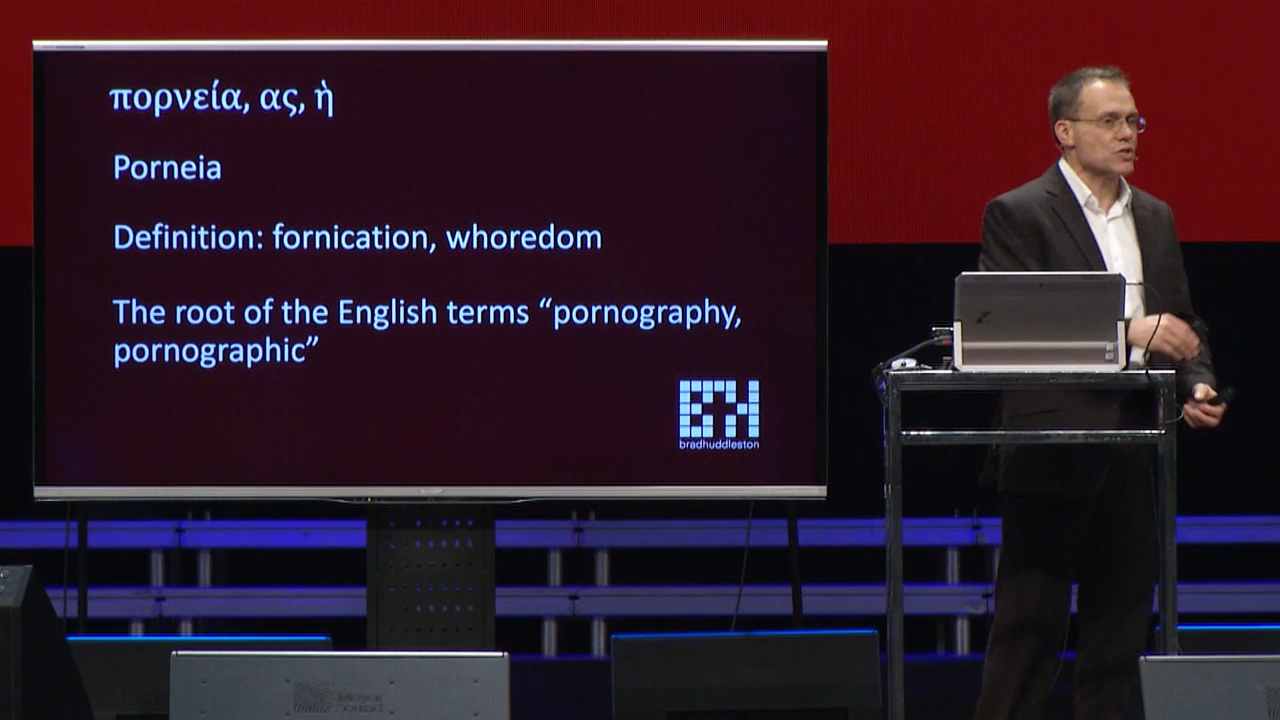 πορνεία, ας, ἡ
Porneia
Definition: fornication, whoredom
The root of the English terms “pornography,
pornographic”
bradhuddleston